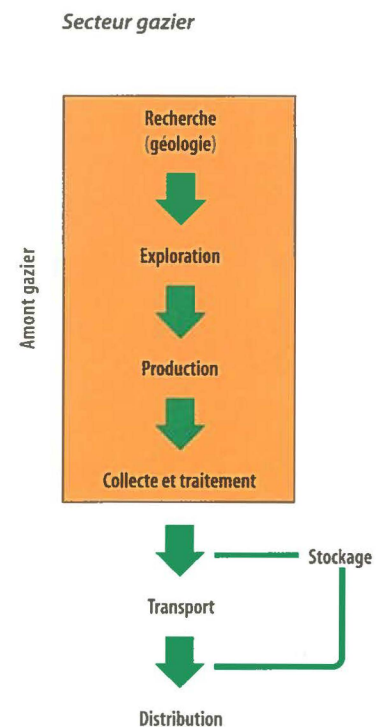 Secteur gazier
Recherche
(géologie)
Amont gazier
Exploration
Production
Collecte et traitement
Stockage
Transport
Distribution